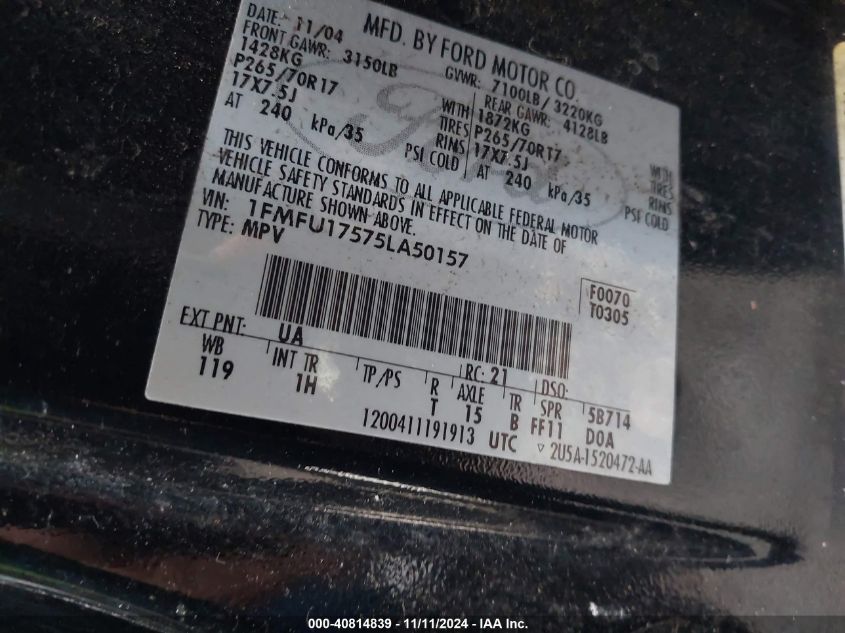 MFD. BY FORD MOTOR CO.
DATE: 11/04 GVWR: 7100LB / 3220KG
FRONT GAWR: 3150LB REAR GAWR: 4128LB
1428KG WITH 1872KG WITH
P265/70R17 TIRES P265/70R17 TIRES
17X7.5J RIMS 17X7.5J RIMS
AT 240 kPa/35 PSI COLD AT 240 kPa/35 PSI COLD
THIS VEHICLE CONFORMS TO ALL APPLICABLE FEDERAL MOTOR
VEHICLE SAFETY STANDARDS IN EFFECT ON THE DATE OF
MANUFACTURE SHOWN ABOVE.
VIN: 1FMFU17575LA50157
TYPE: MPV
F0070
T0305
EXT PNT: UA RC: 21 DSO:
WB INT TR TP/PS R AXLE TR SPR 5B714
119 1H T 15 B FF11 DOA
1200411191913 UTC ▽ 2U5A-1520472-AA
Ford
000-40814839 - 11/11/2024 - IAA Inc.